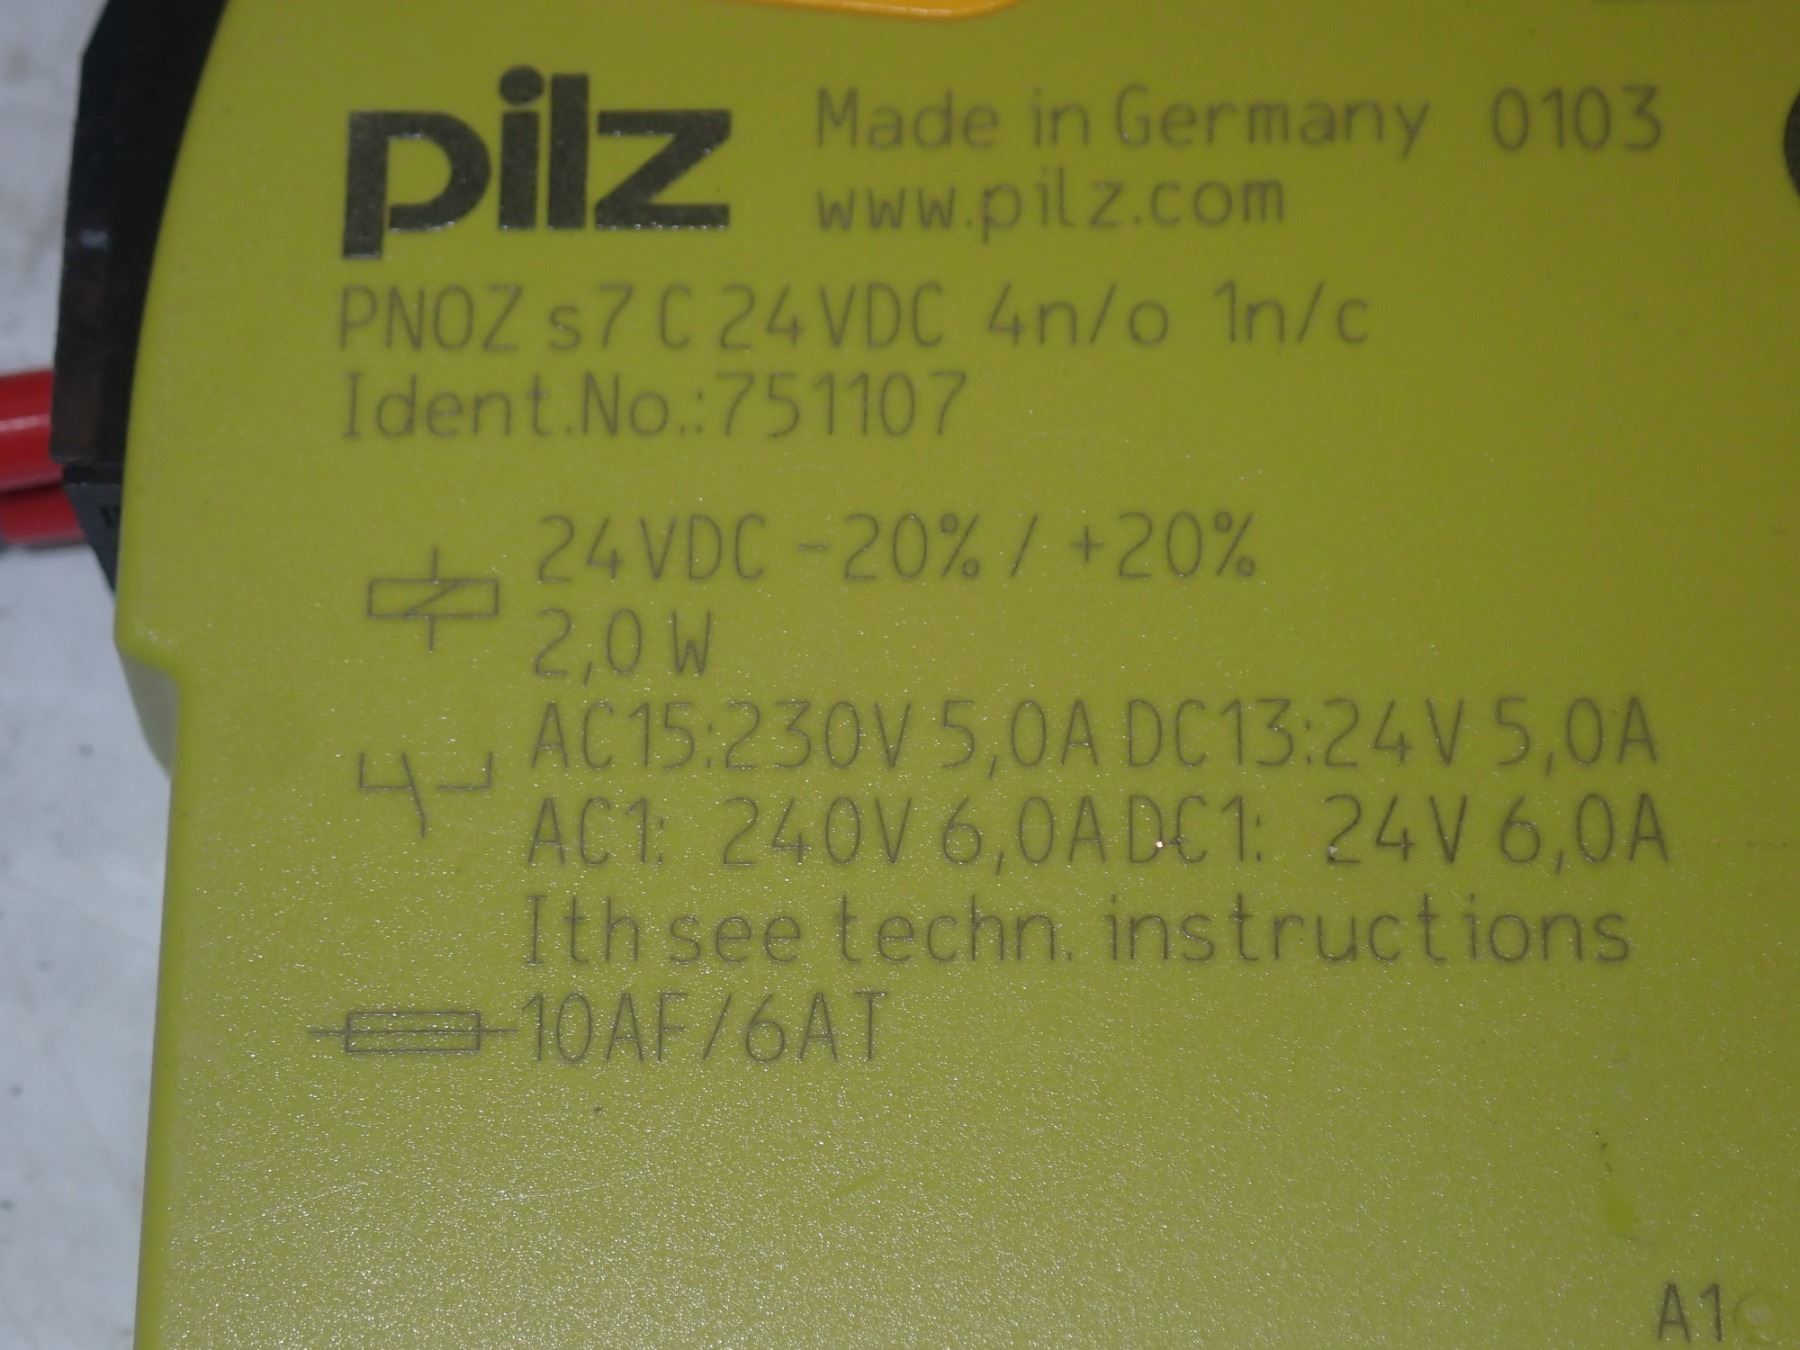 pilz Made in Germany 0103
www.pilz.com
PNOZ s7 C 24VDC 4n/o 1n/c
Ident.No.:751107
24VDC -20% / +20%
2,0 W
AC15:230V 5,0A DC13:24V 5,0A
AC1: 240V 6,0A DC1: 24V 6,0A
Ith see techn. instructions
10AF/6AT
A1